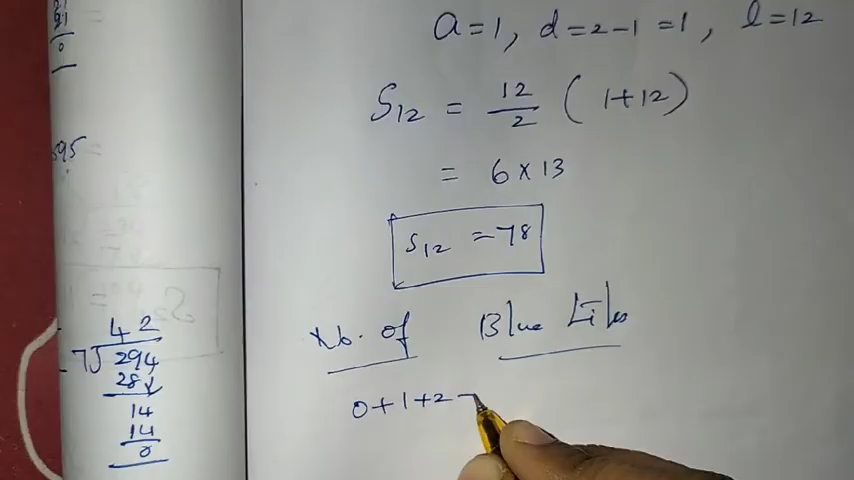 a=1, d=2-1=1, l=12
S12 = 12/2 (1+12)
= 6×13
S12 = 78
No. of Blue
0+1+2
42
7)294
28↓
14
14
0